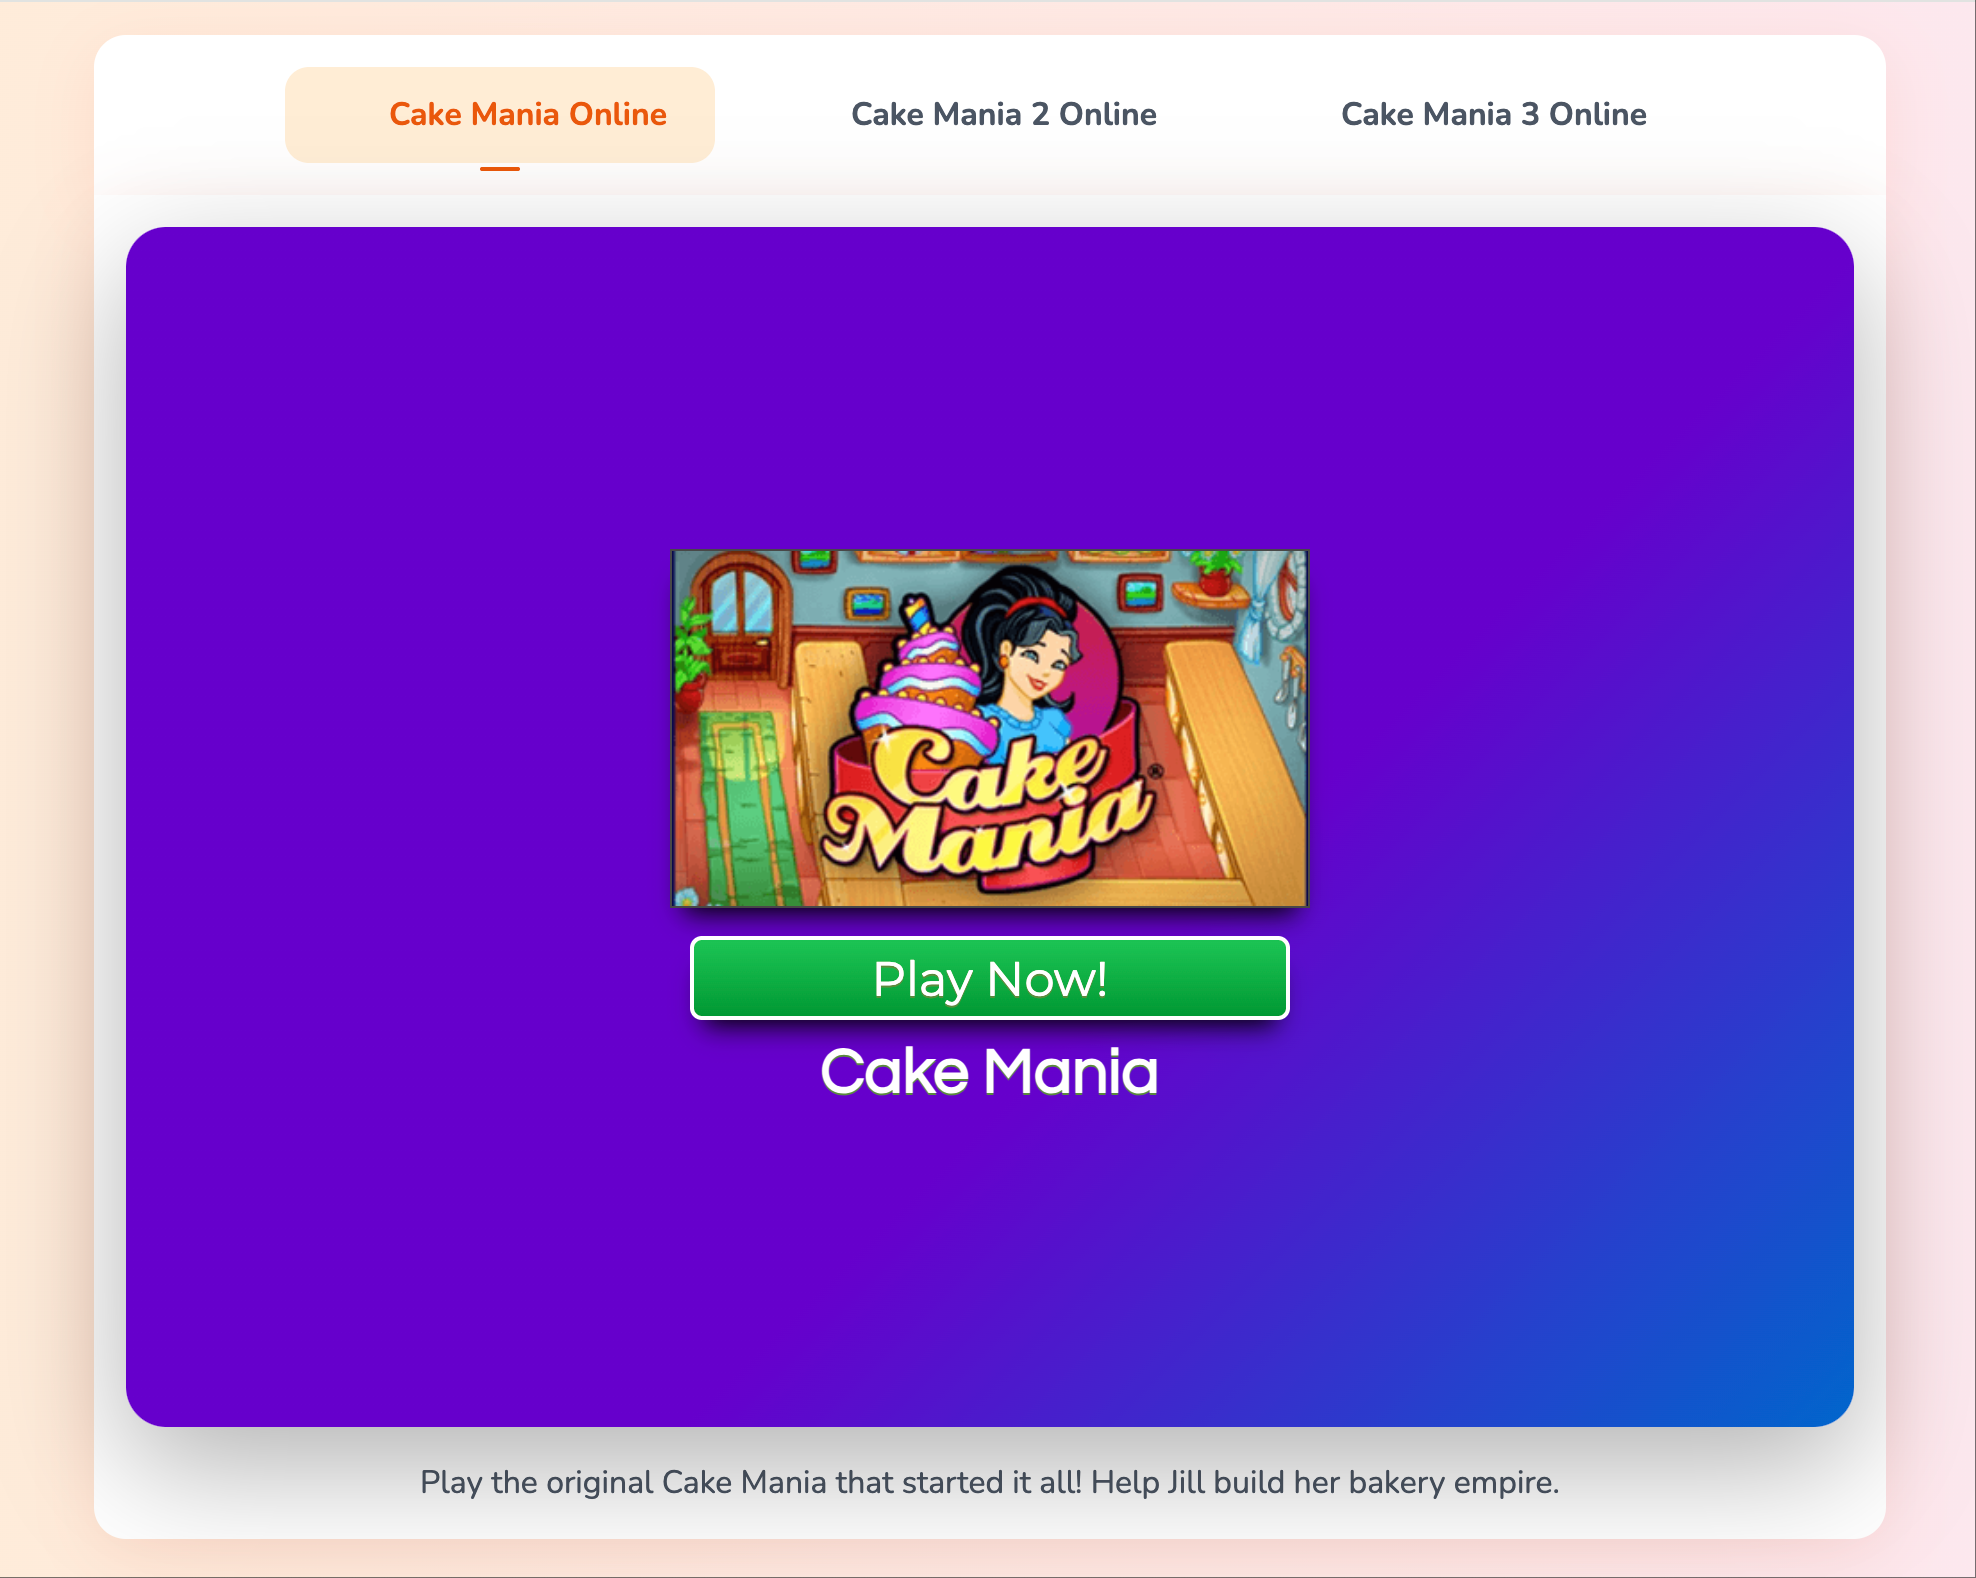 Cake Mania Online
Cake Mania 2 Online
Cake Mania 3 Online
Cake
Mania®
Play Now!
Cake Mania
Play the original Cake Mania that started it all! Help Jill build her bakery empire.